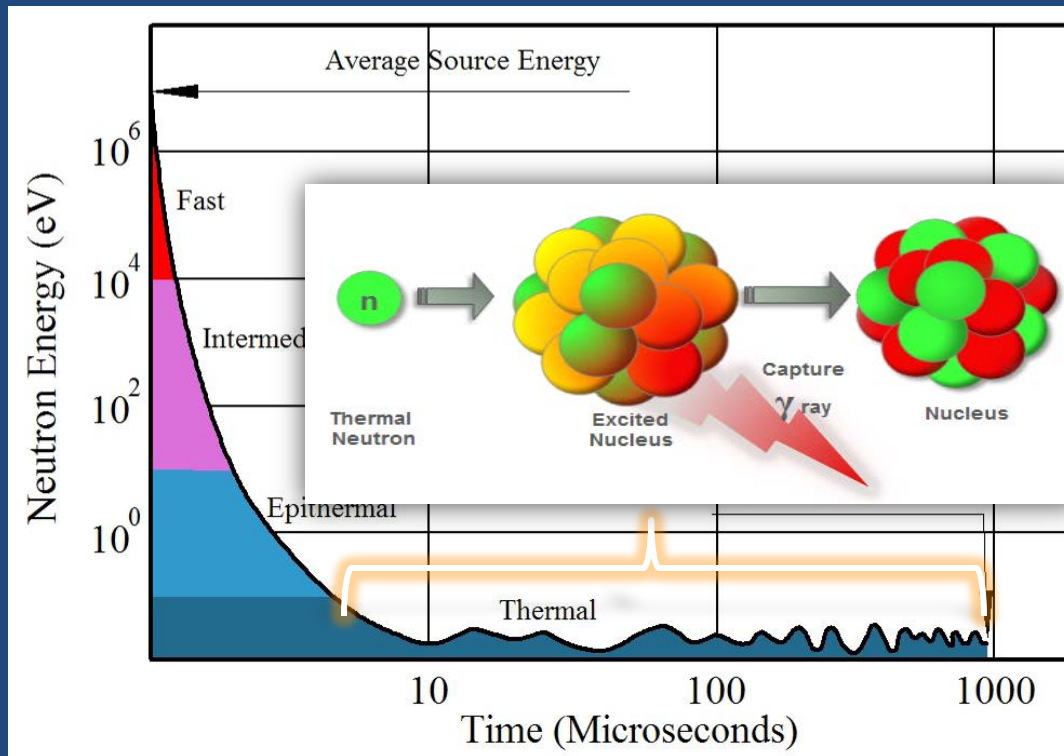 Average Source Energy
Neutron Energy (eV)
10^6
Fast
10^4
Intermed
10^2
Epithermal
10^0
Thermal
n
Thermal
Neutron
Excited
Nucleus
Capture
γ ray
Nucleus
10
100
1000
Time (Microseconds)